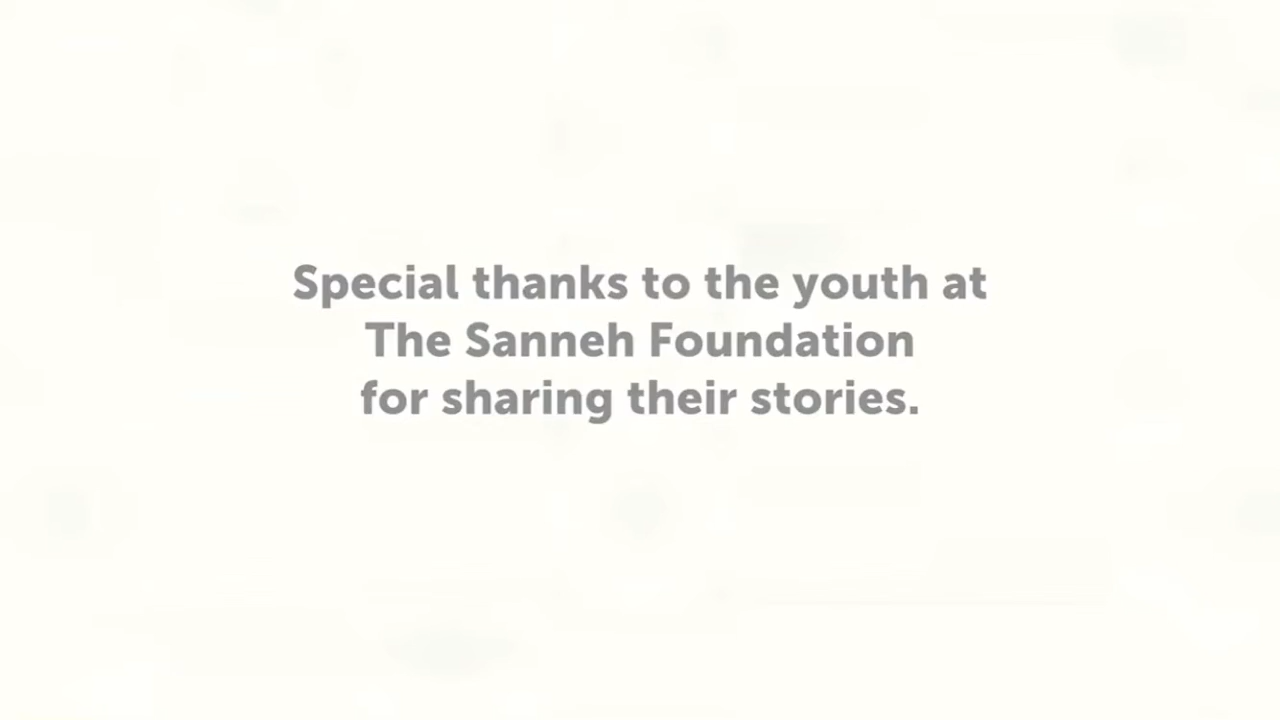 Special thanks to the youth at
The Sanneh Foundation
for sharing their stories.